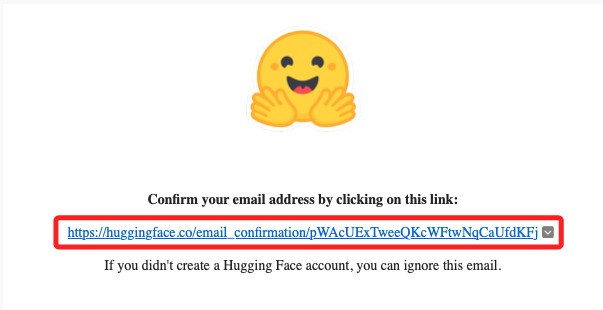 Confirm your email address by clicking on this link:
https://huggingface.co/email_confirmation/pWAcUExTweeQKcWFtwNqCaUfdKFj
If you didn't create a Hugging Face account, you can ignore this email.